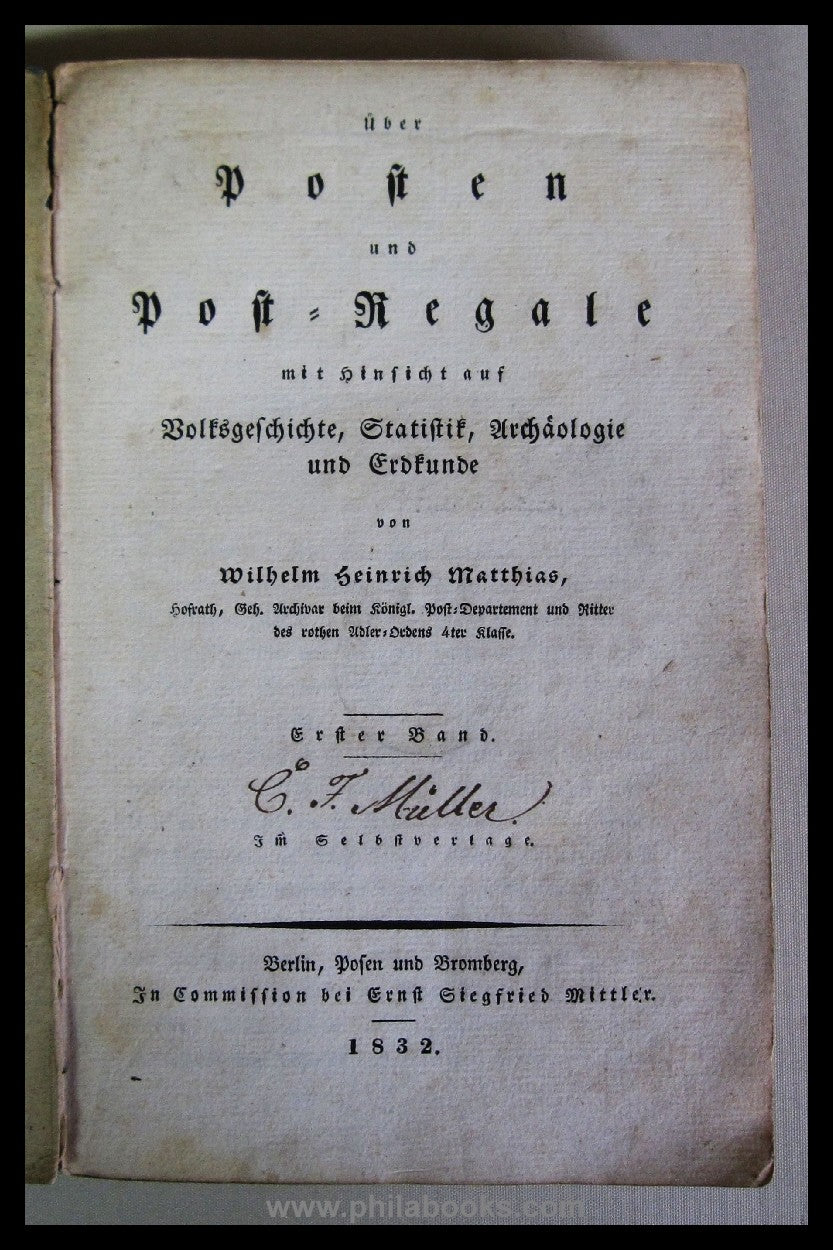 Über
Posten
und
Post-Regale
mit Hinsicht auf
Volksgeschichte, Statistik, Archäologie
und Erdkunde
von
Wilhelm Heinrich Matthias,
Hofrath, Geh. Archivar beim Königl. Post-Departement und Ritter
des rothen Adler-Ordens 4ter Klasse.
Erster Band.
C. F. Müller.
Im Selbstverlage.
Berlin, Posen und Bromberg,
In Commission bei Ernst Siegfried Mittler.
1832.
www.philabooks.com